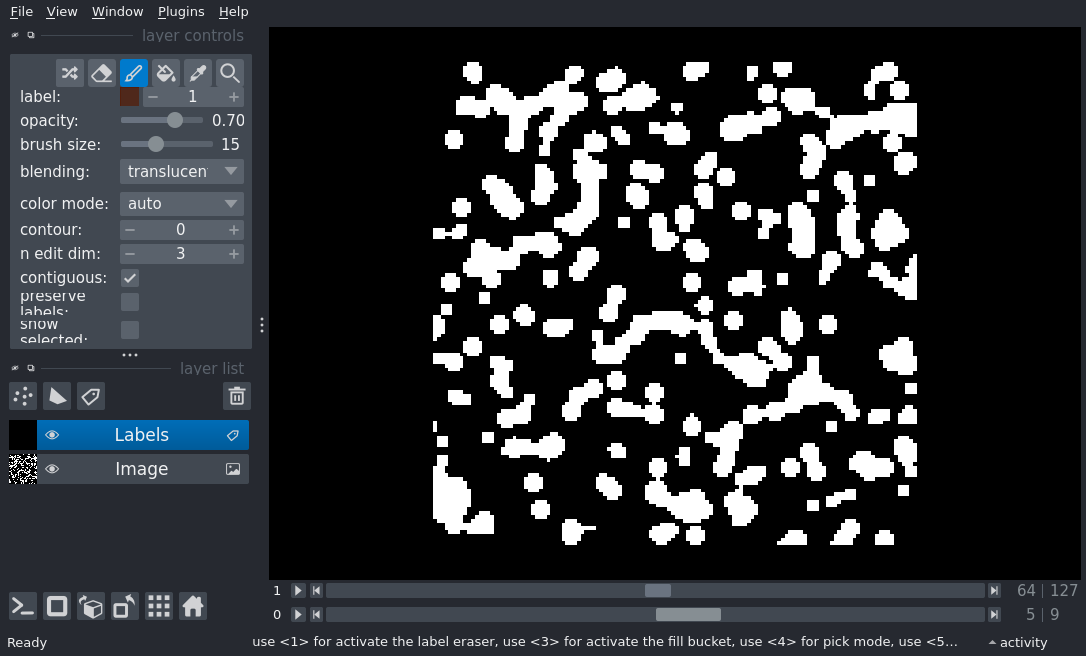 File View Window Plugins Help
layer controls
label: 1
opacity: 0.70
brush size: 15
blending: translucen
color mode: auto
contour: 0
n edit dim: 3
contiguous:
preserve
labels:
show
selected:
layer list
Labels
Image
1 64 | 127
0 5 | 9
Ready use <1> for activate the label eraser, use <3> for activate the fill bucket, use <4> for pick mode, use <5... activity